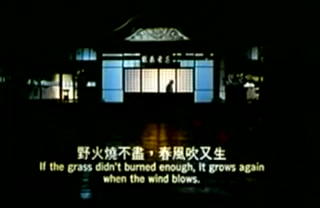 野火燒不盡，春風吹又生
If the grass didn't burned enough, it grows again
when the wind blows.